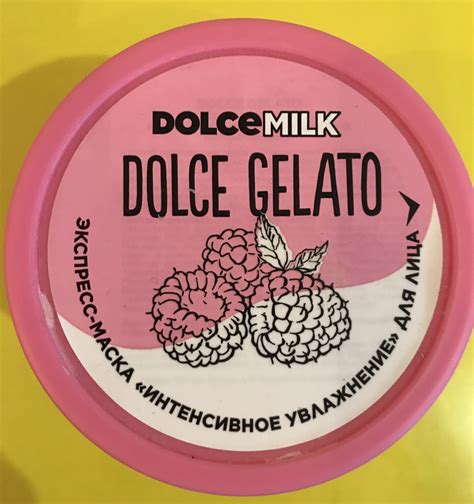 DOLCeMILK
DOLCE GELATO
ЭКСПРЕСС-МАСКА «ИНТЕНСИВНОЕ УВЛАЖНЕНИЕ» ДЛЯ ЛИЦА